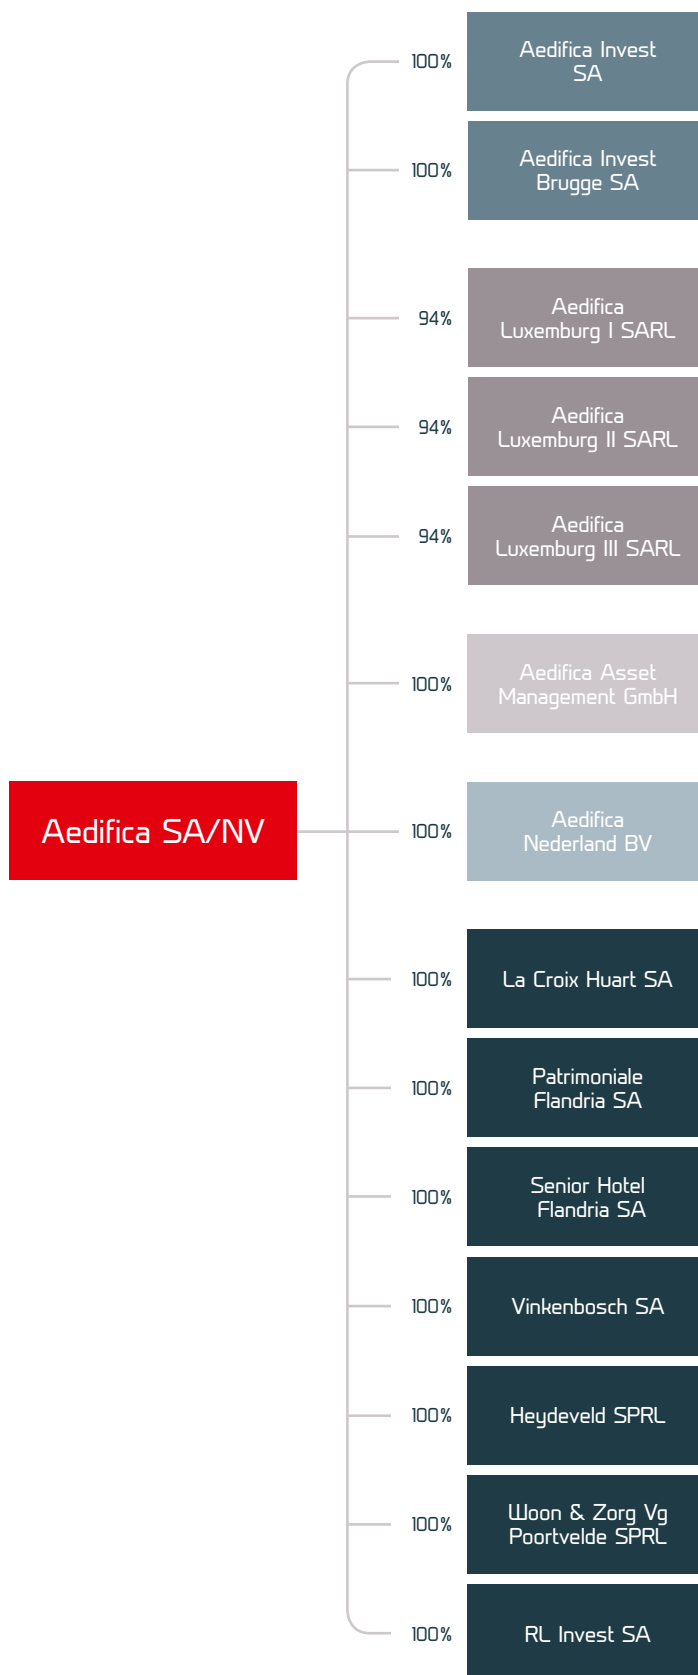 100%
Aedifica Invest
SA
100%
Aedifica Invest
Brugge SA
94%
Aedifica
Luxemburg I SARL
94%
Aedifica
Luxemburg II SARL
94%
Aedifica
Luxemburg III SARL
100%
Aedifica Asset
Management GmbH
Aedifica SA/NV
100%
Aedifica
Nederland BV
100%
La Croix Huart SA
100%
Patrimoniale
Flandria SA
100%
Senior Hotel
Flandria SA
100%
Vinkenbosch SA
100%
Heydeveld SPRL
100%
Woon & Zorg Vg
Poortvelde SPRL
100%
RL Invest SA